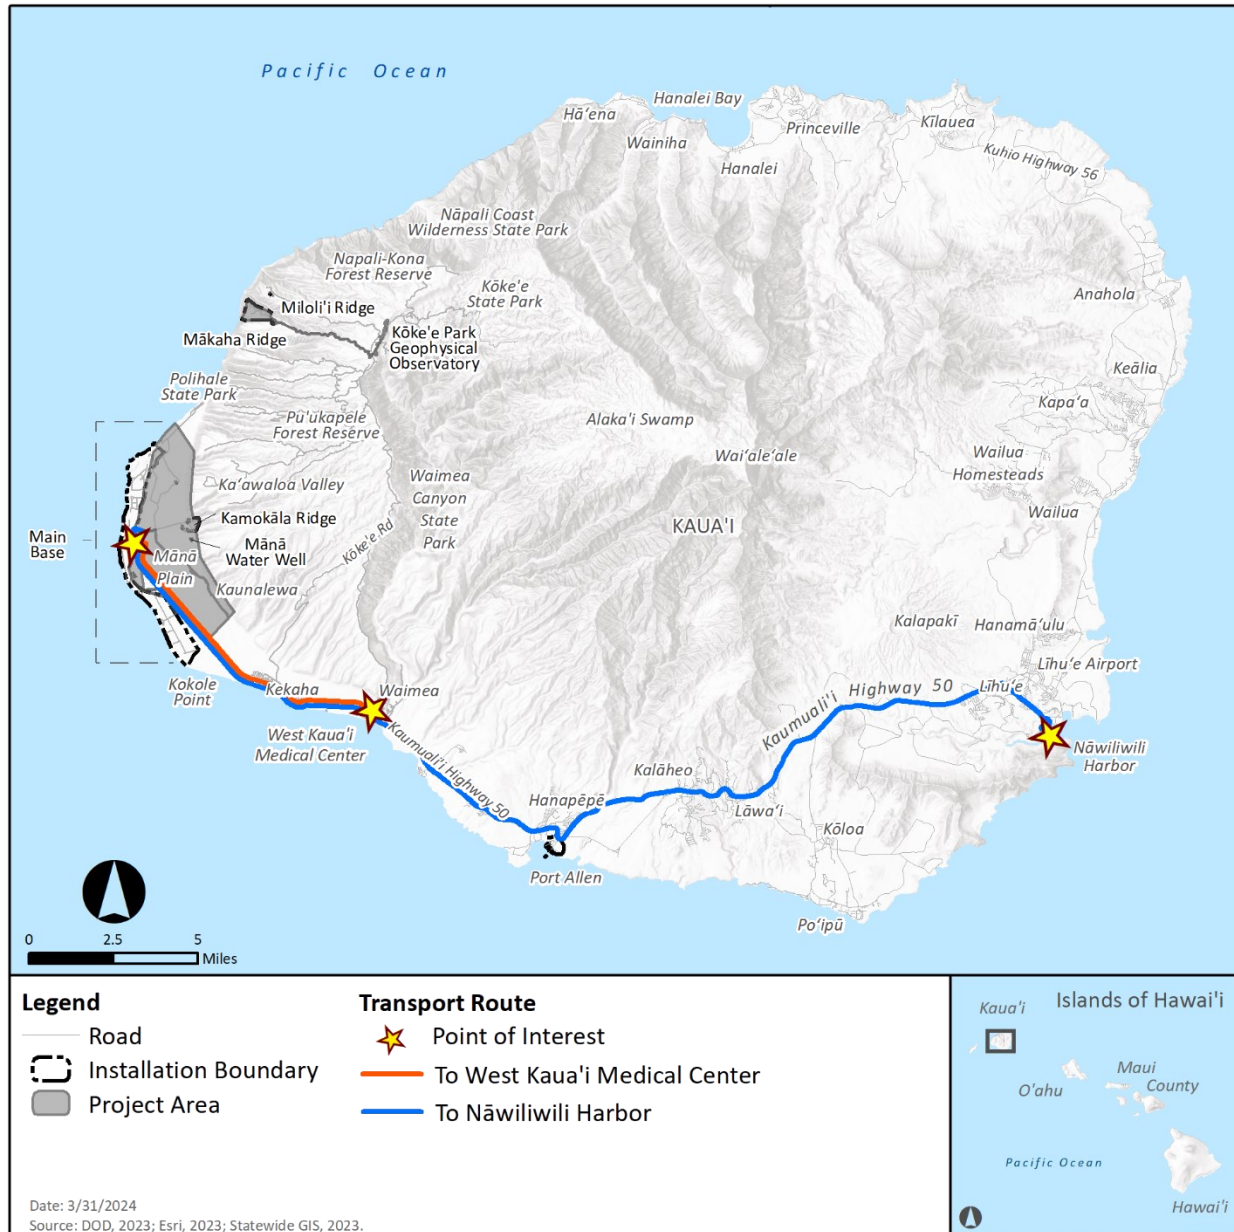 Pacific Ocean
Hanalei Bay
Hā‘ena
Princeville
Kīlauea
Wainiha
Hanalei
Kuhio Highway 56
Nāpali Coast
Wilderness State Park
Napali-Kona
Forest Reserve
Kōke'e
State Park
Anahola
Miloli'i Ridge
Mākaha Ridge
Kōke'e Park
Geophysical
Observatory
Keālia
Polihale
State Park
Kapa‘a
Pu'ukapele
Forest Reserve
Alaka'i Swamp
Wai‘ale‘ale
Wailua
Homesteads
Waimea
Canyon
State
Park
Ka‘awaloa Valley
Wailua
Kamokāla Ridge
KAUA'I
Kōke'e Rd
Main
Base
Mānā
Water Well
Mānā
Plain
Kaunalewa
Kalapakī
Hanamā‘ulu
Līhu‘e Airport
Kokole
Point
Kekaha
Waimea
Līhu‘e
Kaumuali'i Highway 50
West Kaua'i
Medical Center
Kaumuali'i Highway 50
Nāwiliwili
Harbor
Kalāheo
Hanapēpē
Lāwa‘i
Kōloa
Port Allen
Po‘ipū
0 2.5 5
Miles
Legend
Road
Installation Boundary
Project Area
Transport Route
Point of Interest
To West Kaua'i Medical Center
To Nāwiliwili Harbor
Date: 3/31/2024
Source: DOD, 2023; Esri, 2023; Statewide GIS, 2023.
Islands of Hawai'i
Kaua'i
O'ahu
Maui
County
Pacific Ocean
Hawai'i